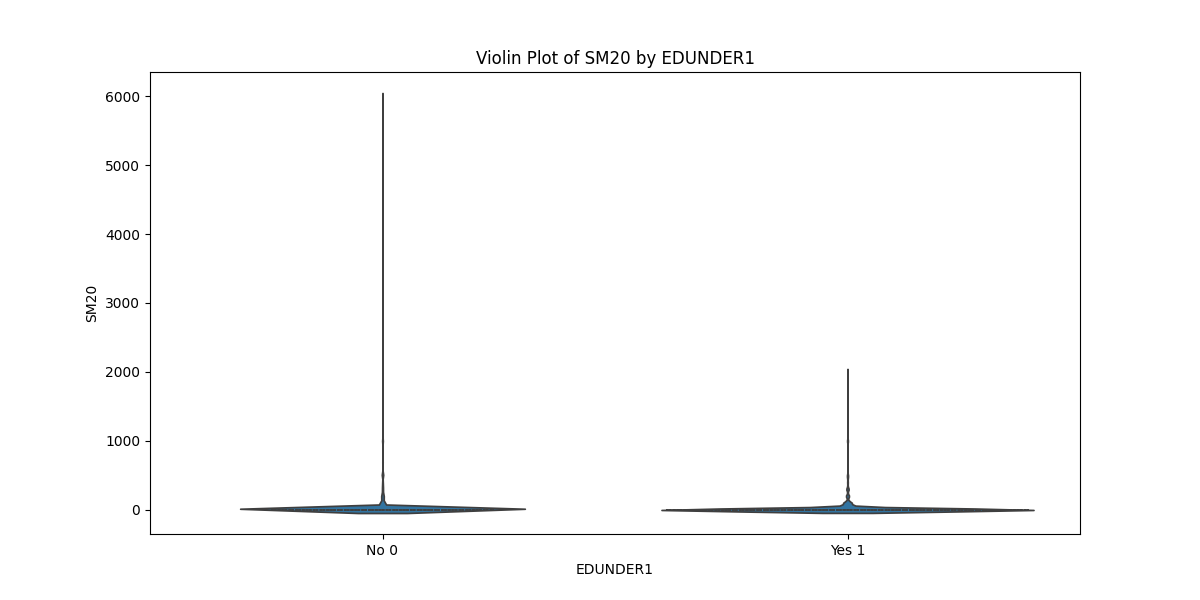 Violin Plot of SM20 by EDUNDER1
6000
5000
4000
3000
2000
1000
0
SM20
No 0
Yes 1
EDUNDER1